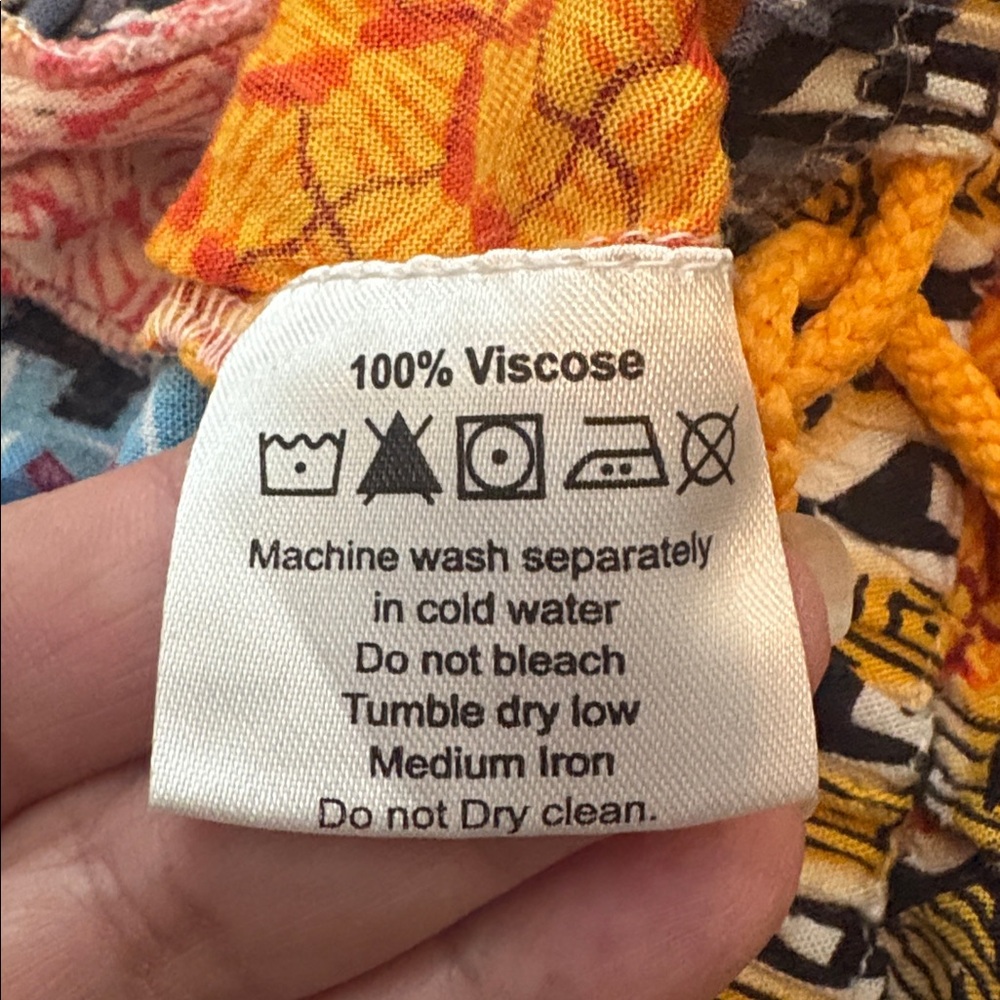 100% Viscose
Machine wash separately
in cold water
Do not bleach
Tumble dry low
Medium Iron
Do not Dry clean.